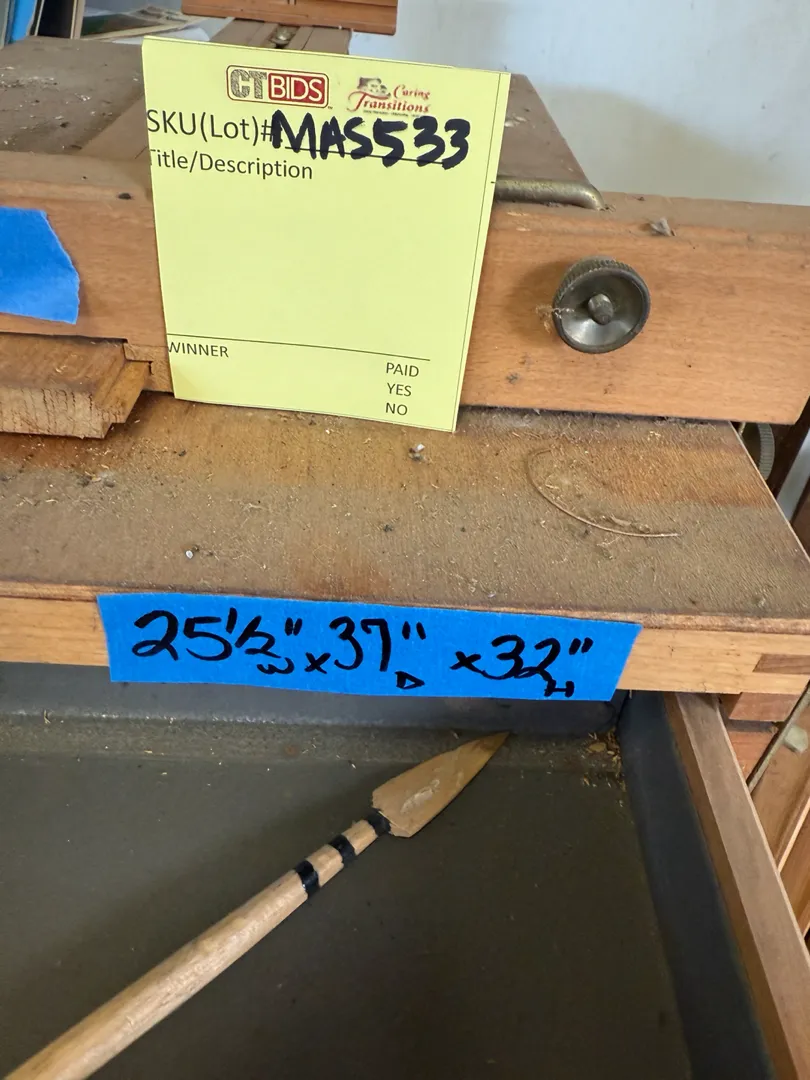 CTBIDS
Caring
Transitions
SKU(Lot)#MAS533
Title/Description
WINNER
PAID
YES
NO
25½"W x 37"D x 32"H